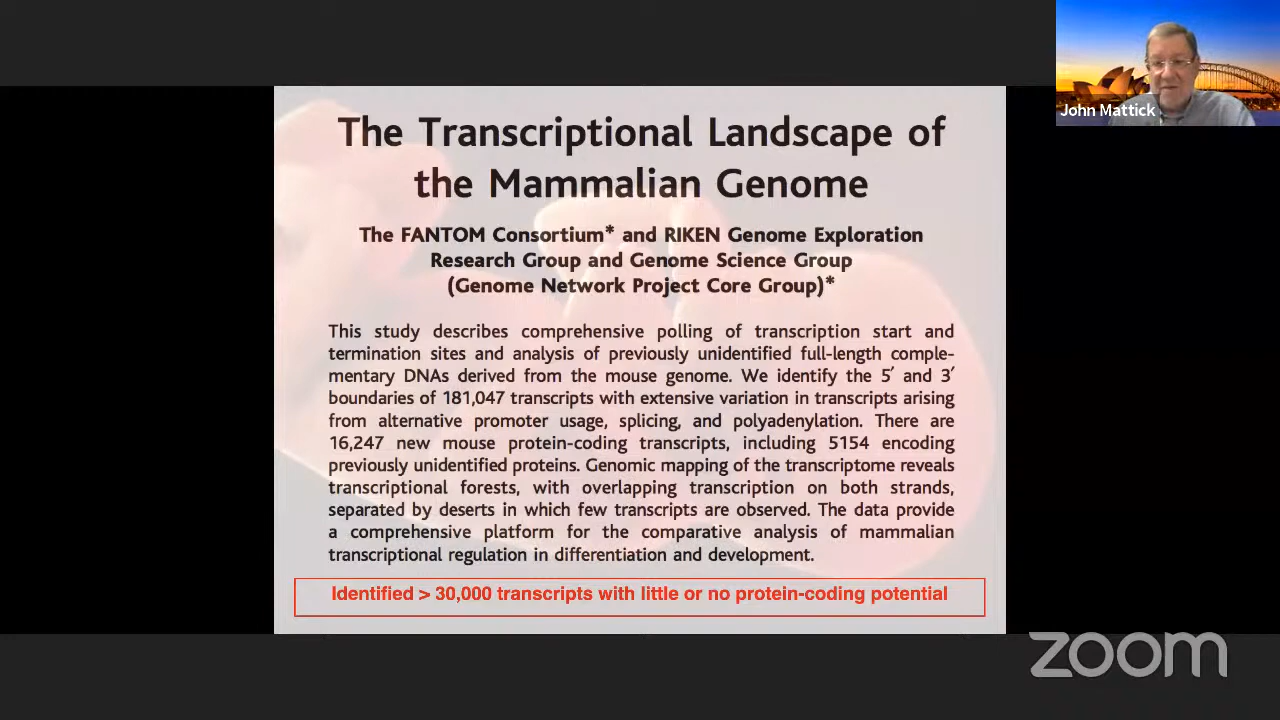 John Mattick
The Transcriptional Landscape of
the Mammalian Genome
The FANTOM Consortium* and RIKEN Genome Exploration
Research Group and Genome Science Group
(Genome Network Project Core Group)*
This study describes comprehensive polling of transcription start and
termination sites and analysis of previously unidentified full-length comple-
mentary DNAs derived from the mouse genome. We identify the 5′ and 3′
boundaries of 181,047 transcripts with extensive variation in transcripts arising
from alternative promoter usage, splicing, and polyadenylation. There are
16,247 new mouse protein-coding transcripts, including 5154 encoding
previously unidentified proteins. Genomic mapping of the transcriptome reveals
transcriptional forests, with overlapping transcription on both strands,
separated by deserts in which few transcripts are observed. The data provide
a comprehensive platform for the comparative analysis of mammalian
transcriptional regulation in differentiation and development.
Identified > 30,000 transcripts with little or no protein-coding potential
zoom